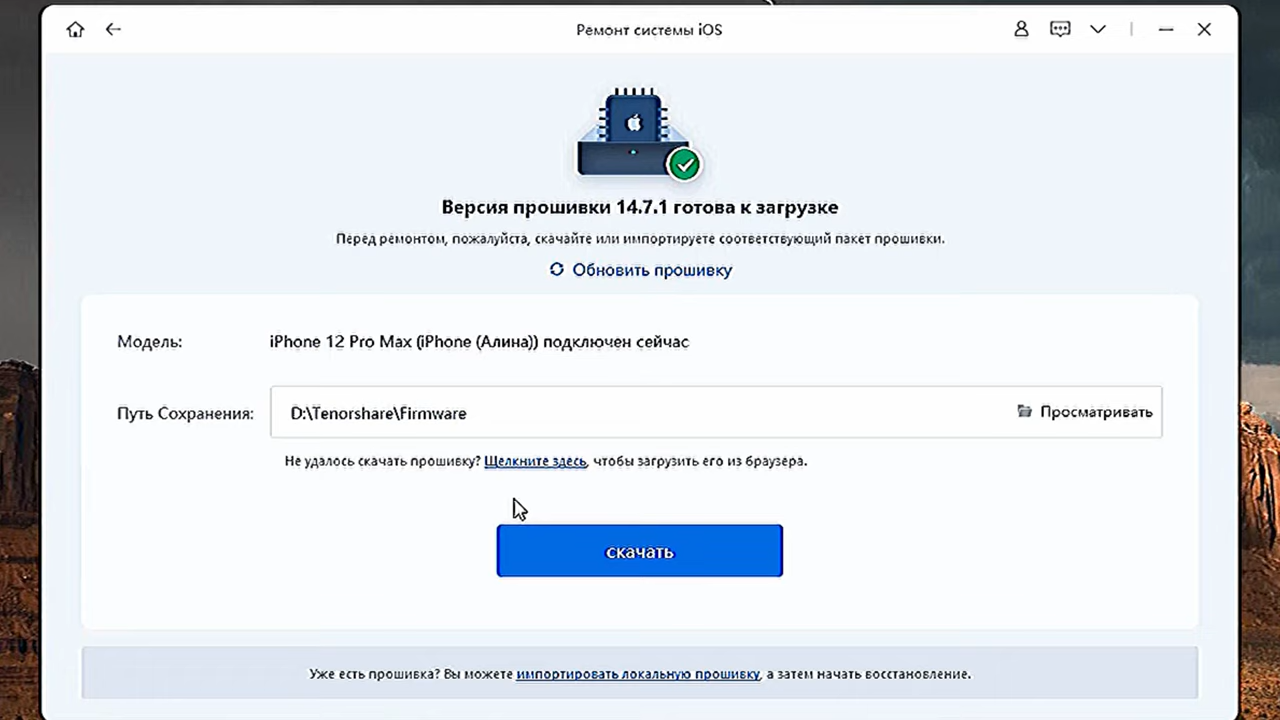 Ремонт системы iOS
Версия прошивки 14.7.1 готова к загрузке
Перед ремонтом, пожалуйста, скачайте или импортируете соответствующий пакет прошивки.
Обновить прошивку
Модель: iPhone 12 Pro Max (iPhone (Алина)) подключен сейчас
Путь Сохранения: D:\Tenorshare\Firmware Просматривать
Не удалось скачать прошивку? Щелкните здесь, чтобы загрузить его из браузера.
скачать
Уже есть прошивка? Вы можете импортировать локальную прошивку, а затем начать восстановление.